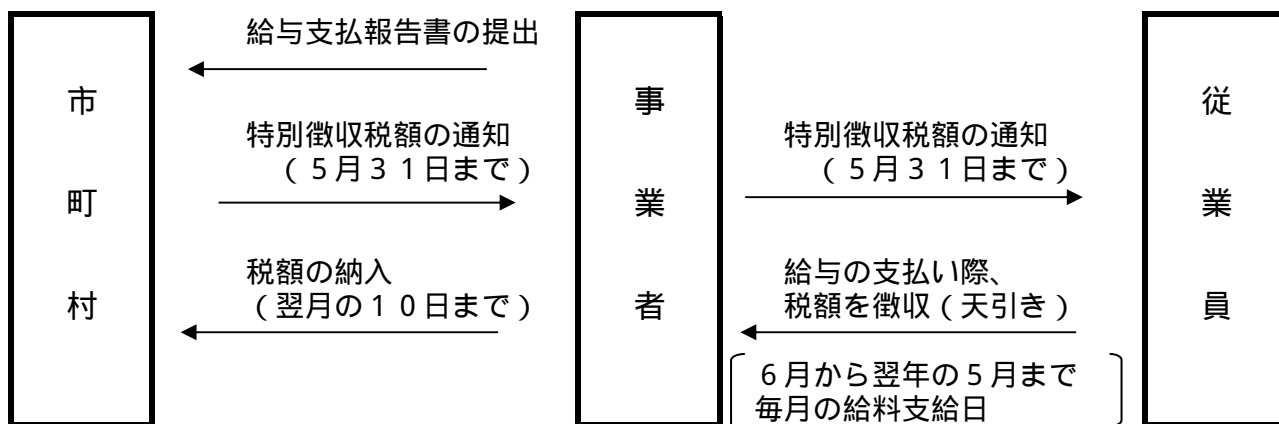 市町村
給与支払報告書の提出
特別徴収税額の通知
(5月31日まで)
税額の納入
(翌月の10日まで)
事業者
特別徴収税額の通知
(5月31日まで)
給与の支払い際、
税額を徴収(天引き)
6月から翌年の5月まで
毎月の給料支給日
従業員